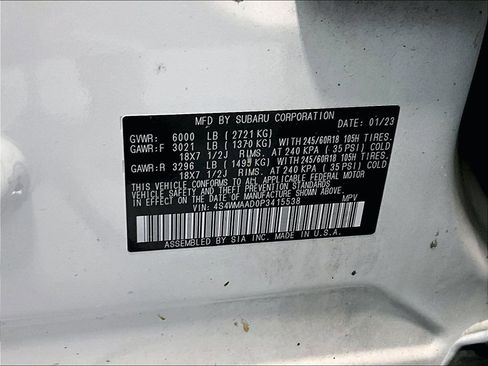 MFD BY SUBARU CORPORATION
DATE: 01/23
GVWR: 6000 LB (2721 KG)
GAWR:F 3021 LB (1370 KG) WITH 245/60R18 105H TIRES.
18X7 1/2J RIMS. AT 240 KPA (35 PSI) COLD
GAWR:R 3296 LB (1495 KG) WITH 245/60R18 105H TIRES.
18X7 1/2J RIMS. AT 240 KPA (35 PSI) COLD
THIS VEHICLE CONFORMS TO ALL APPLICABLE FEDERAL MOTOR
VEHICLE SAFETY AND THEFT PREVENTION STANDARDS
IN EFFECT ON THE DATE OF MANUFACTURE SHOWN ABOVE.
VIN: 4S4WMAAD0P3415538 MPV
ASSEMBLED BY SIA INC. MADE IN U.S.A.